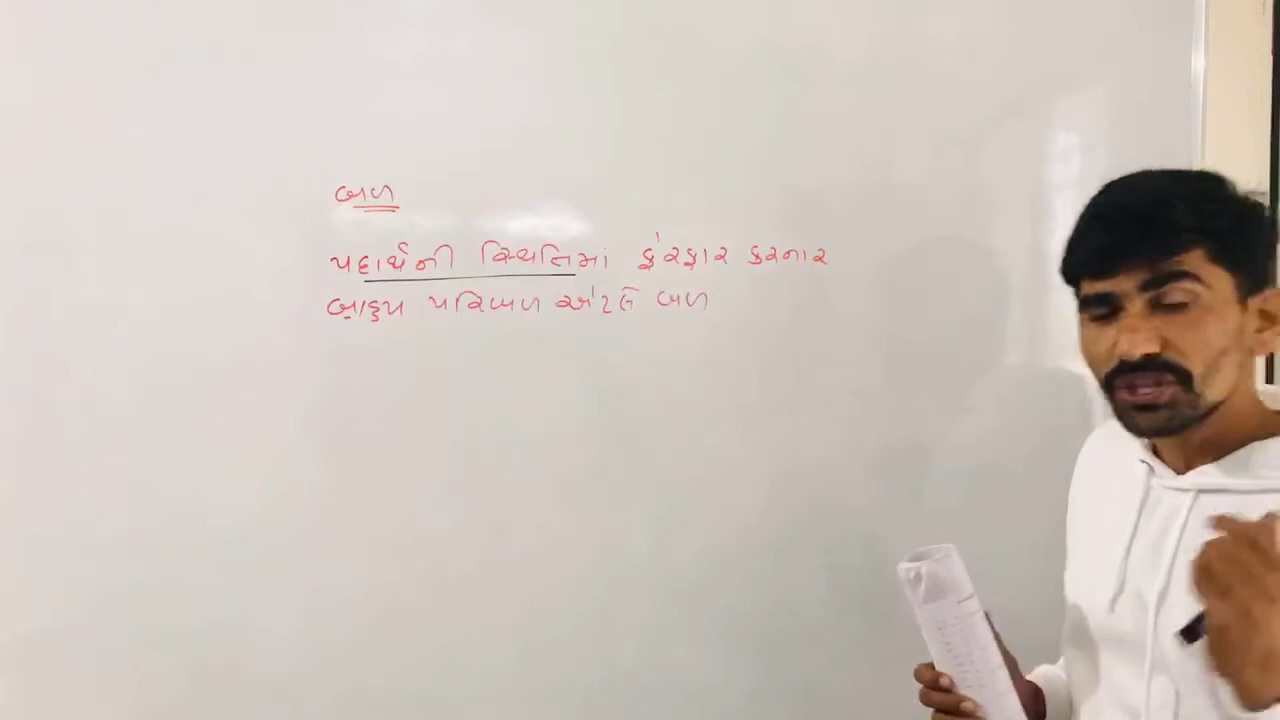 બળ
પદાર્થની સ્થિતિમાં ફેરફાર કરનાર
બાહ્ય પરિબળ એટલે બળ